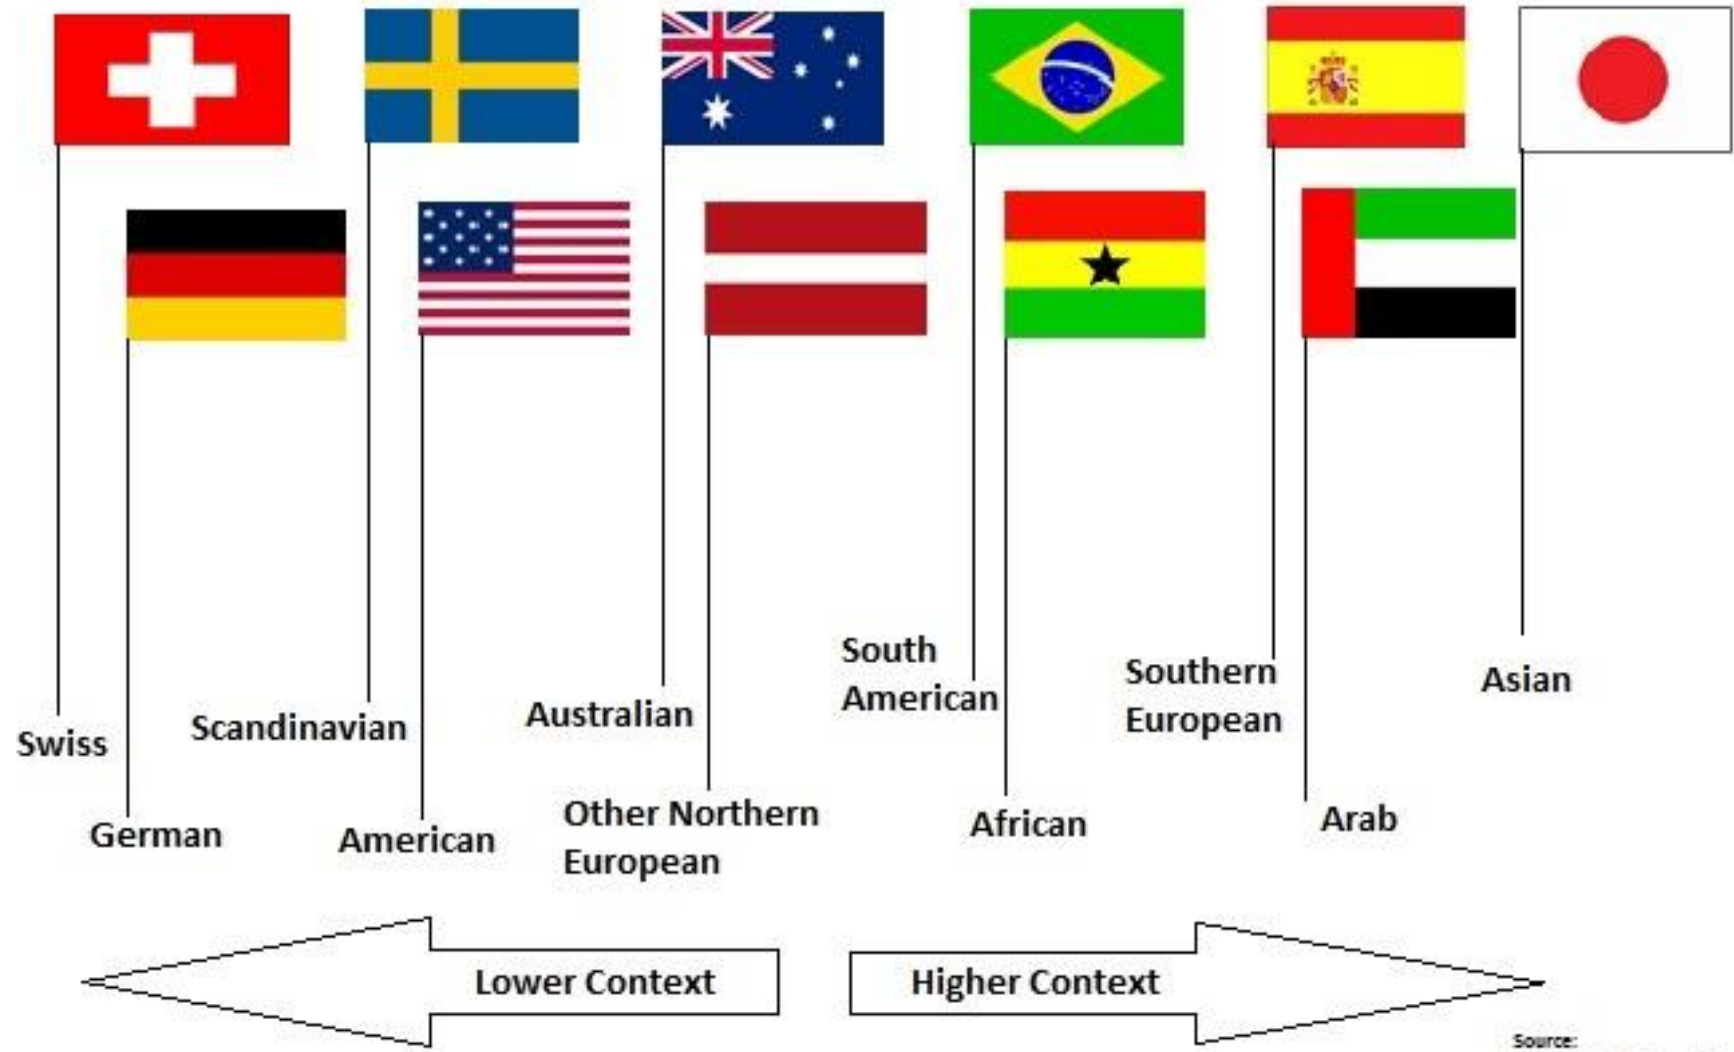 Swiss
German
Scandinavian
American
Australian
Other Northern
European
South
American
African
Southern
European
Arab
Asian
Lower Context
Higher Context
Source: